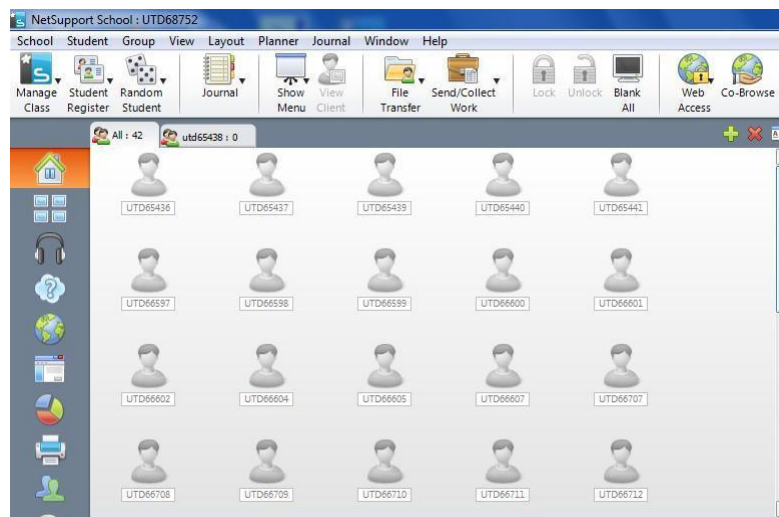 NetSupport School : UTD68752
School Student Group View Layout Planner Journal Window Help
Manage Class
Student Register
Random Student
Journal
Show Menu
View Client
File Transfer
Send/Collect Work
Lock
Unlock
Blank All
Web Access
Co-Browse
All : 42
utd65438 : 0
UTD65436 UTD65437 UTD65439 UTD65440 UTD65441
UTD66597 UTD66598 UTD66599 UTD66600 UTD66601
UTD66602 UTD66604 UTD66605 UTD66607 UTD66707
UTD66708 UTD66709 UTD66710 UTD66711 UTD66712